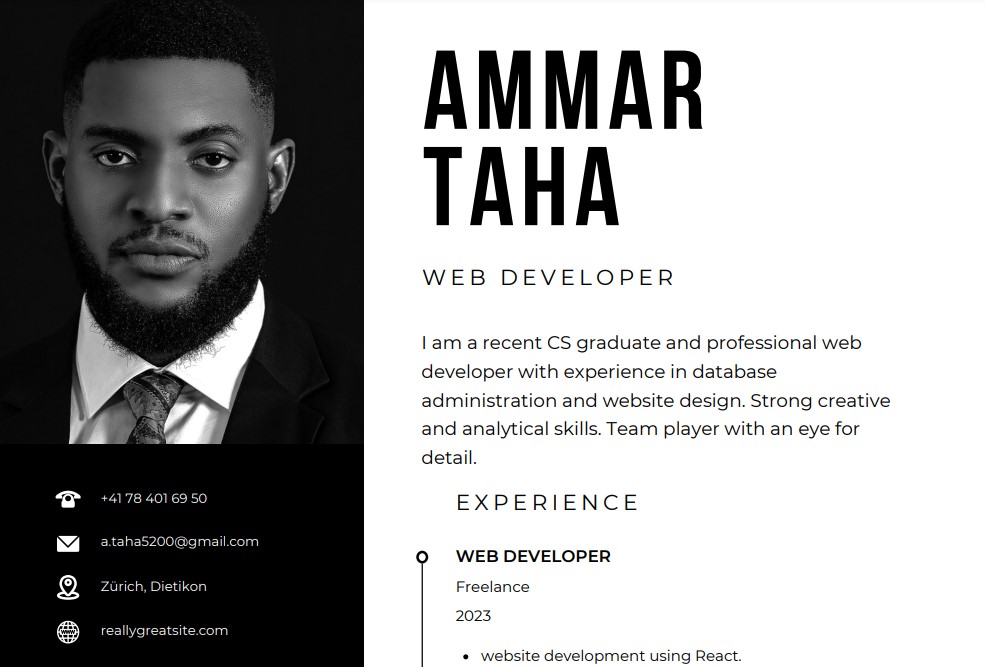 AMMAR
TAHA
WEB DEVELOPER
I am a recent CS graduate and professional web
developer with experience in database
administration and website design. Strong creative
and analytical skills. Team player with an eye for
detail.
+41 78 401 69 50
a.taha5200@gmail.com
Zürich, Dietikon
reallygreatsite.com
EXPERIENCE
WEB DEVELOPER
Freelance
2023
• website development using React.